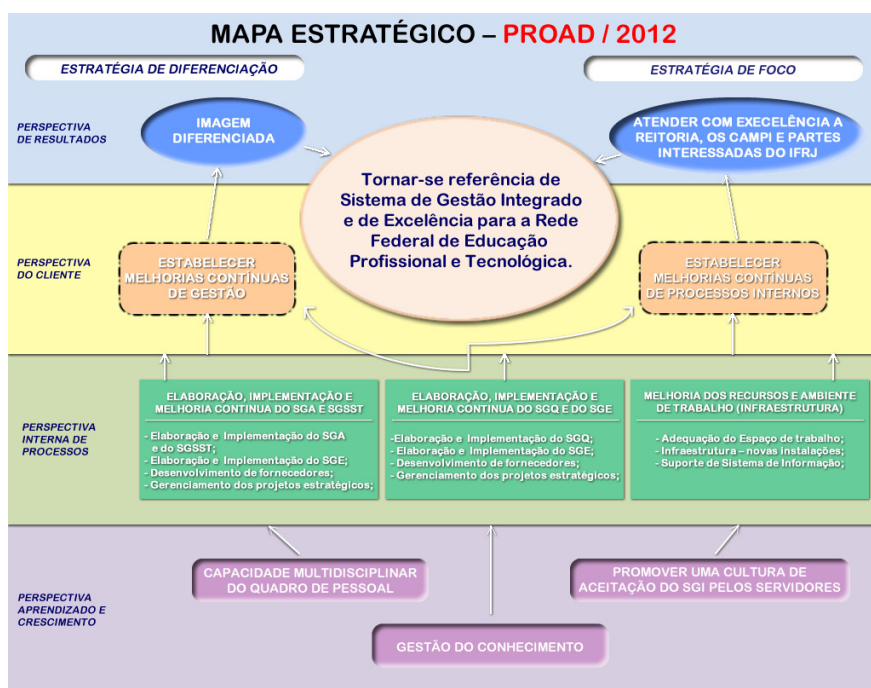 MAPA ESTRATÉGICO – PROAD / 2012
ESTRATÉGIA DE DIFERENCIAÇÃO
ESTRATÉGIA DE FOCO
PERSPECTIVA
DE RESULTADOS
IMAGEM
DIFERENCIADA
ATENDER COM EXECELÊNCIA A
REITORIA, OS CAMPI E PARTES
INTERESSADAS DO IFRJ
Tornar-se referência de
Sistema de Gestão Integrado
e de Excelência para a Rede
Federal de Educação
Profissional e Tecnológica.
PERSPECTIVA
DO CLIENTE
ESTABELECER
MELHORIAS CONTÍNUAS
DE GESTÃO
ESTABELECER
MELHORIAS CONTÍNUAS
DE PROCESSOS INTERNOS
PERSPECTIVA
INTERNA DE
PROCESSOS
ELABORAÇÃO, IMPLEMENTAÇÃO E
MELHORIA CONTINUA DO SGA E SGSST
- Elaboração e Implementação do SGA
e do SGSST;
- Elaboração e Implementação do SGE;
- Desenvolvimento de fornecedores;
- Gerenciamento dos projetos estratégicos;
ELABORAÇÃO, IMPLEMENTAÇÃO E
MELHORIA CONTINUA DO SGQ E DO SGE
-Elaboração e Implementação do SGQ;
- Elaboração e Implementação do SGE;
- Desenvolvimento de fornecedores;
- Gerenciamento dos projetos estratégicos;
MELHORIA DOS RECURSOS E AMBIENTE
DE TRABALHO (INFRAESTRUTURA)
- Adequação do Espaço de trabalho;
- Infraestrutura – novas instalações;
- Suporte de Sistema de Informação;
PERSPECTIVA
APRENDIZADO E
CRESCIMENTO
CAPACIDADE MULTIDISCIPLINAR
DO QUADRO DE PESSOAL
PROMOVER UMA CULTURA DE
ACEITAÇÃO DO SGI PELOS SERVIDORES
GESTÃO DO CONHECIMENTO